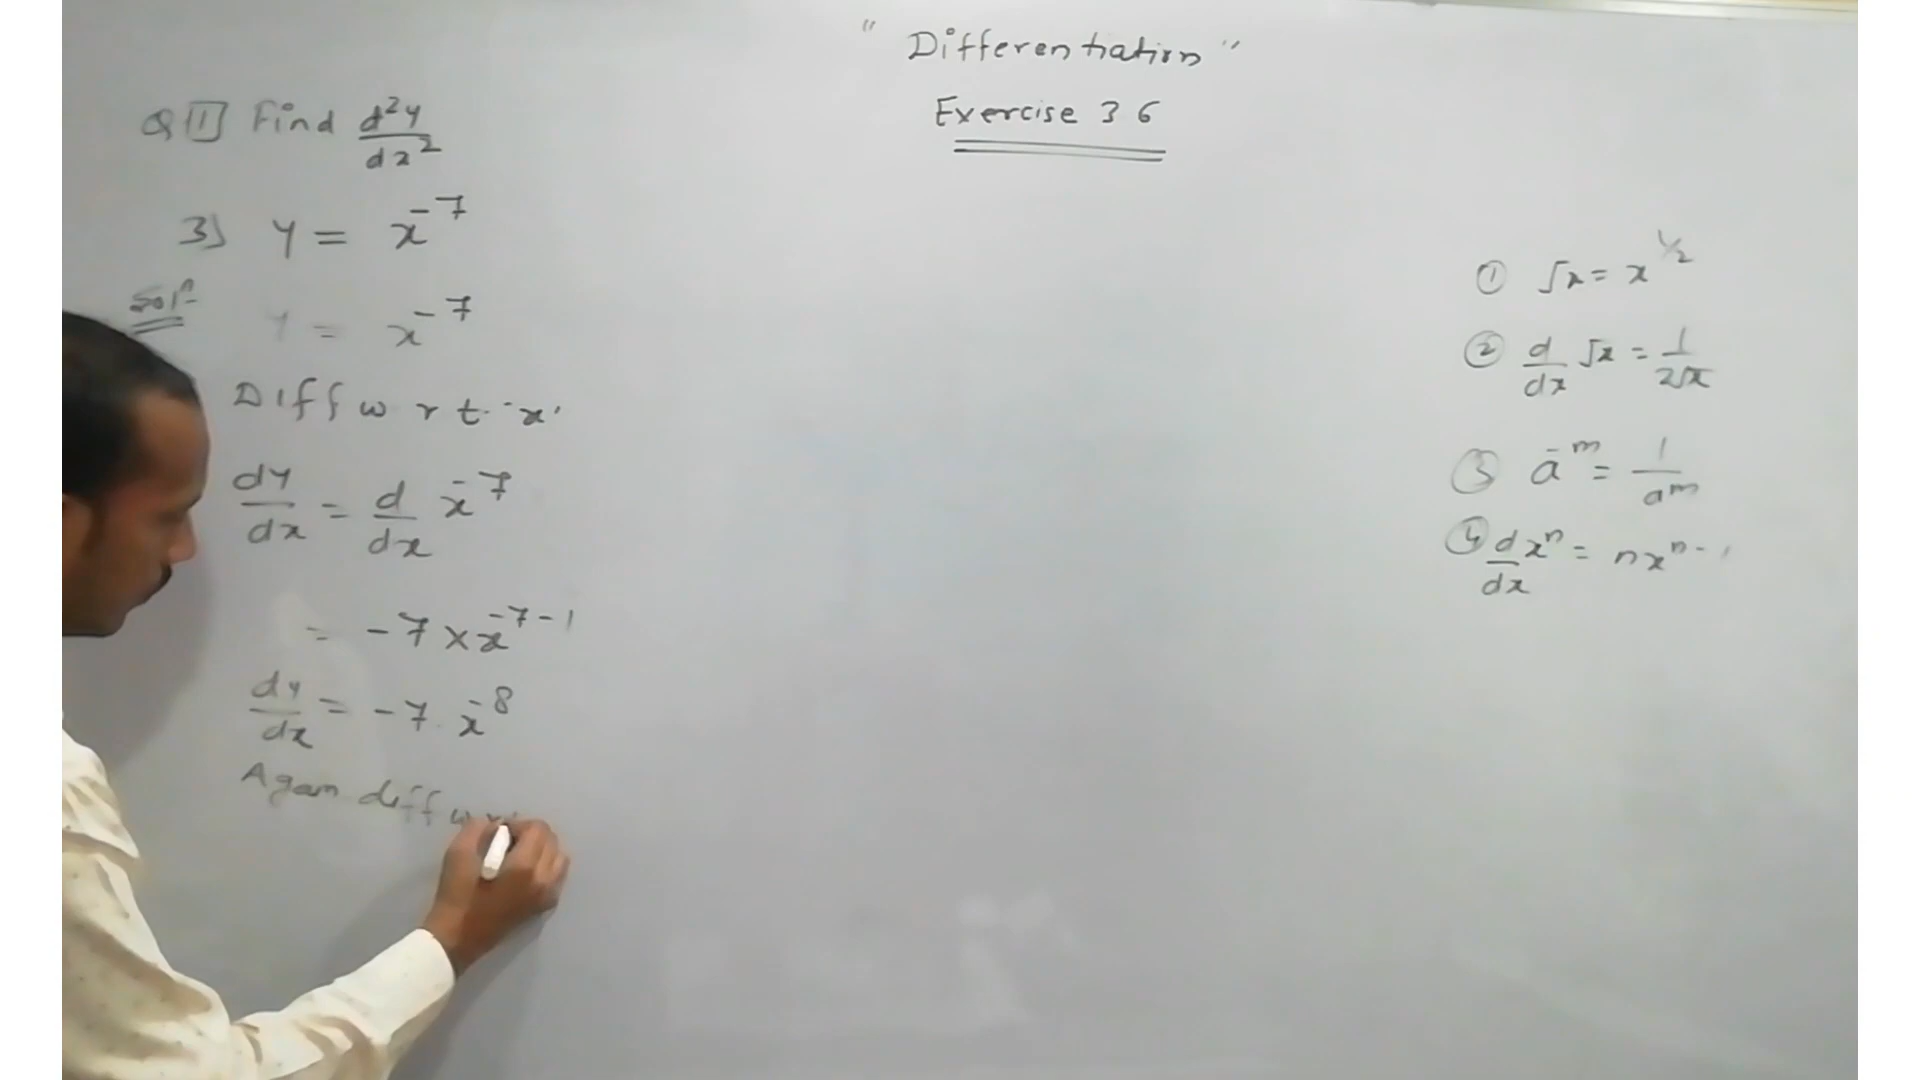 " Differentiation "
Exercise 3 6
Q [1] Find d²y/dx²
3) y = x⁻⁷
Solⁿ y = x⁻⁷
Diff w r t 'x'
dy/dx = d/dx x⁻⁷
= -7 × x⁻⁷⁻¹
dy/dx = -7 . x⁻⁸
Again diff w r
① √x = x^1/2
② d/dx √x = 1/2√x
③ a⁻ᵐ = 1/aᵐ
④ d/dx xⁿ = nxⁿ⁻¹